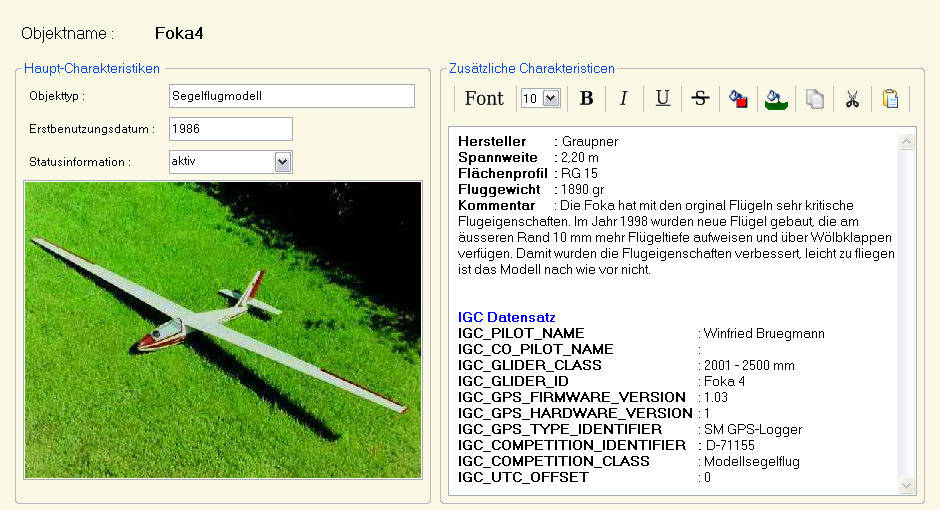 Objektname : Foka4
Haupt-Charakteristiken
Objekttyp : Segelflugmodell
Erstbenutzungsdatum : 1986
Statusinformation : aktiv
Zusätzliche Characteristicen
Font 10 B I U S
Hersteller : Graupner
Spannweite : 2,20 m
Flächenprofil : RG 15
Fluggewicht : 1890 gr
Kommentar : Die Foka hat mit den orginal Flügeln sehr kritische
Flugeigenschaften. Im Jahr 1998 wurden neue Flügel gebaut, die am
äusseren Rand 10 mm mehr Flügeltiefe aufweisen und über Wölbklappen
verfügen. Damit wurden die Flugeigenschaften verbessert, leicht zu fliegen
ist das Modell nach wie vor nicht.
IGC Datensatz
IGC_PILOT_NAME : Winfried Bruegmann
IGC_CO_PILOT_NAME :
IGC_GLIDER_CLASS : 2001 - 2500 mm
IGC_GLIDER_ID : Foka 4
IGC_GPS_FIRMWARE_VERSION : 1.03
IGC_GPS_HARDWARE_VERSION : 1
IGC_GPS_TYPE_IDENTIFIER : SM GPS-Logger
IGC_COMPETITION_IDENTIFIER : D-71155
IGC_COMPETITION_CLASS : Modellsegelflug
IGC_UTC_OFFSET : 0